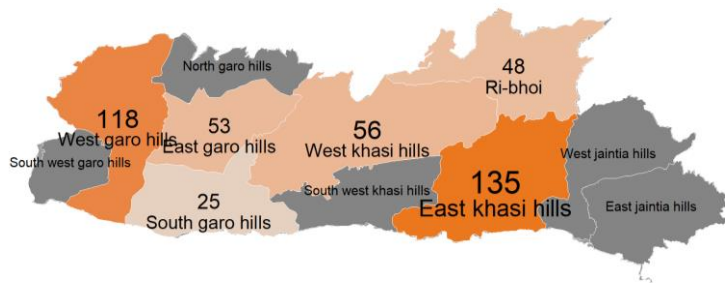 North garo hills
48
Ri-bhoi
118
West garo hills
53
East garo hills
56
West khasi hills
South west garo hills
West jaintia hills
25
South garo hills
South west khasi hills
135
East khasi hills
East jaintia hills